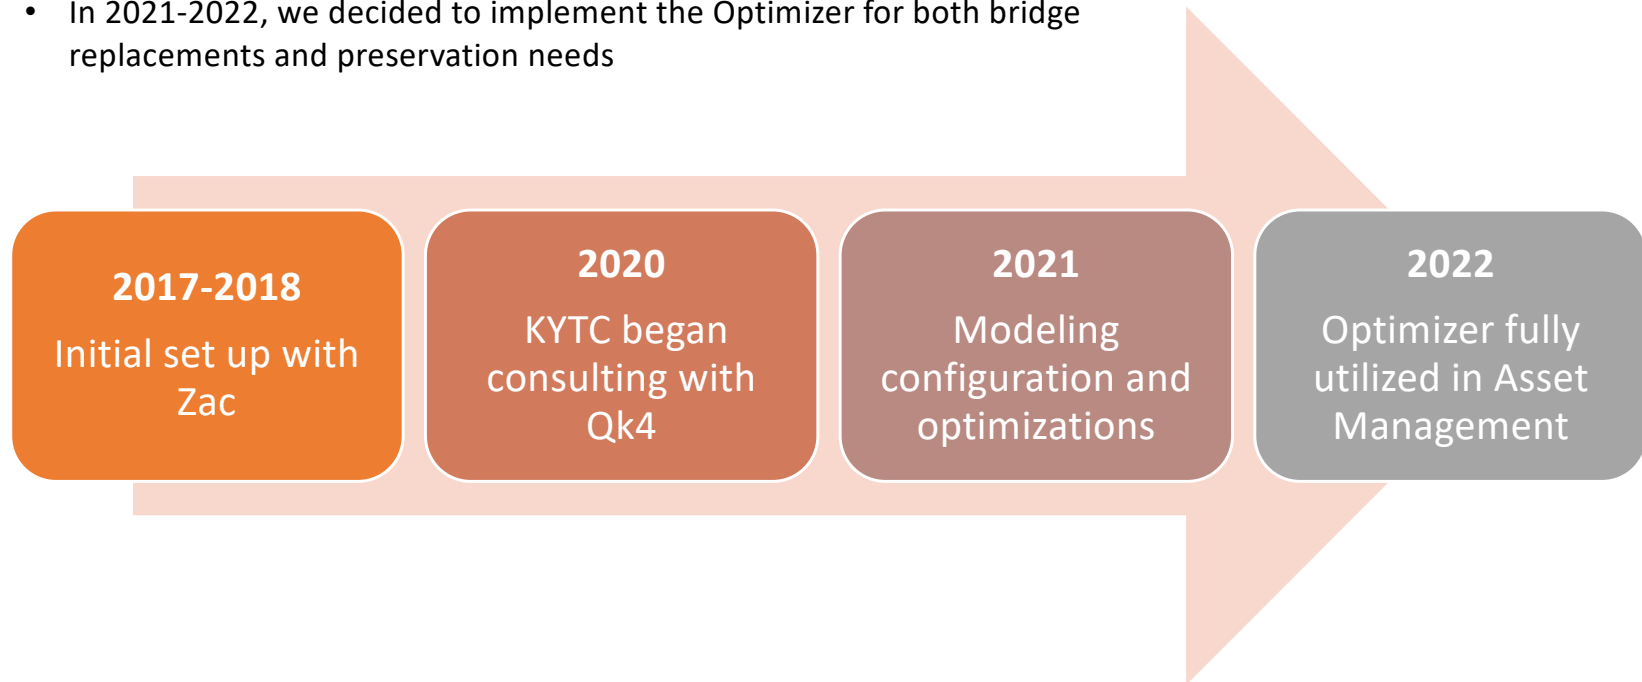 • In 2021-2022, we decided to implement the Optimizer for both bridge
replacements and preservation needs
2017-2018
Initial set up with
Zac
2020
KYTC began
consulting with
Qk4
2021
Modeling
configuration and
optimizations
2022
Optimizer fully
utilized in Asset
Management